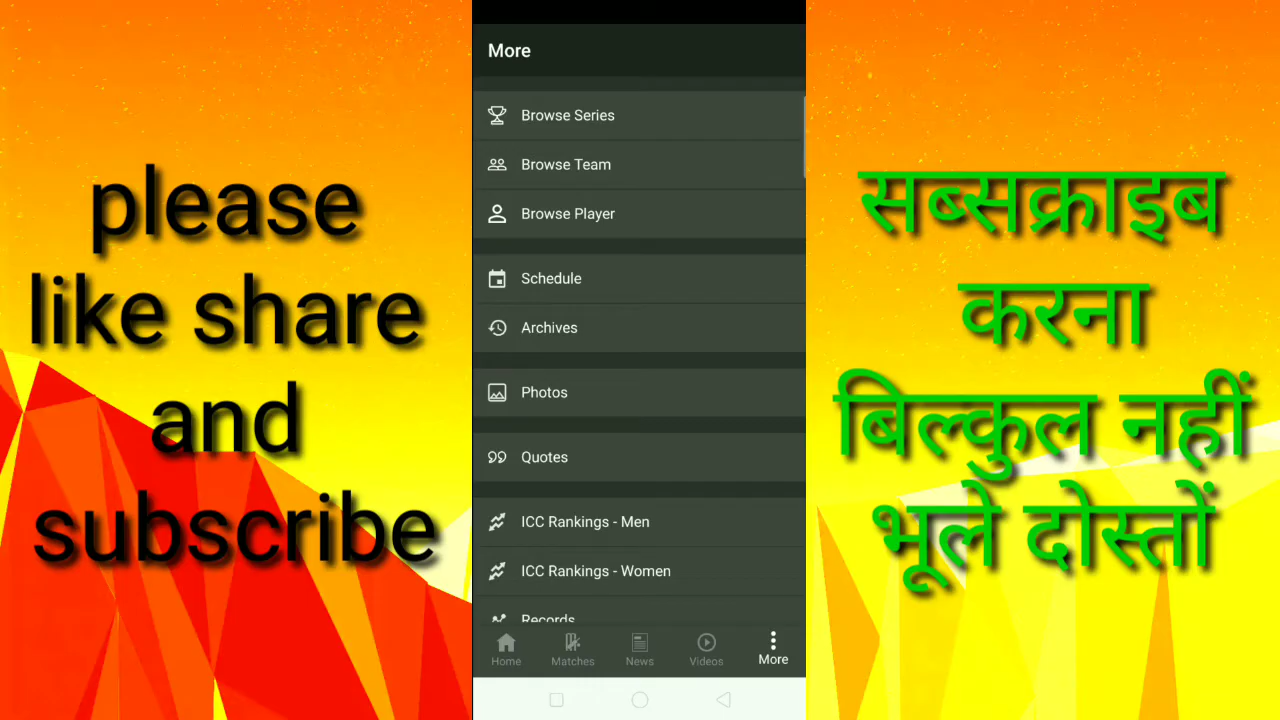 please
like share
and
subscribe
More
Browse Series
Browse Team
Browse Player
Schedule
Archives
Photos
Quotes
ICC Rankings - Men
ICC Rankings - Women
Records
Home Matches News Videos More
सब्सक्राइब
करना
बिल्कुल नहीं
भूले दोस्तों